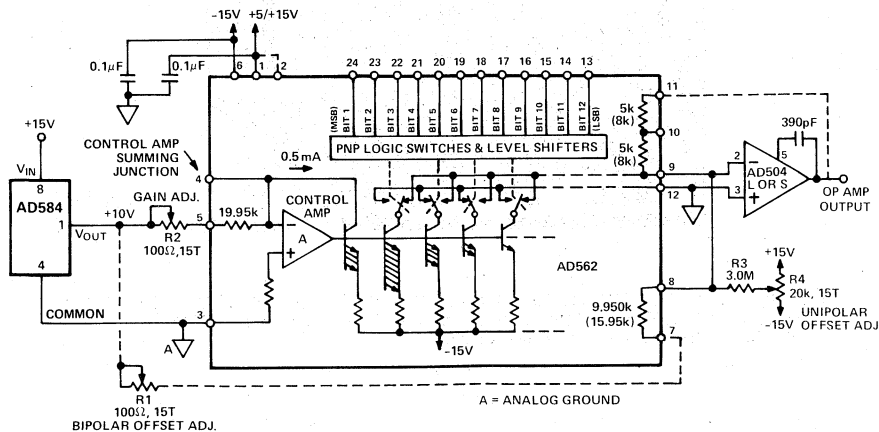 -15V
+5/+15V
0.1μF
0.1μF
6
1
2
24
23
22
21
20
19
18
17
16
15
14
13
(MSB)
BIT 1
BIT 2
BIT 3
BIT 4
BIT 5
BIT 6
BIT 7
BIT 8
BIT 9
BIT 10
BIT 11
BIT 12
(LSB)
PNP LOGIC SWITCHES & LEVEL SHIFTERS
11
5k
(8k)
10
5k
(8k)
9
12
390pF
5
2
AD504
L OR S
3
OP AMP
OUTPUT
+15V
VIN
8
AD584
1
VOUT
4
+10V
GAIN ADJ.
R2
100Ω,15T
CONTROL AMP
SUMMING
JUNCTION
4
0.5mA
5
19.95k
CONTROL
AMP
A
AD562
COMMON
3
A
-15V
9.950k
(15.95k)
8
7
R3
3.0M
+15V
R4
20k, 15T
-15V
UNIPOLAR
OFFSET ADJ
R1
100Ω, 15T
BIPOLAR OFFSET ADJ.
A = ANALOG GROUND